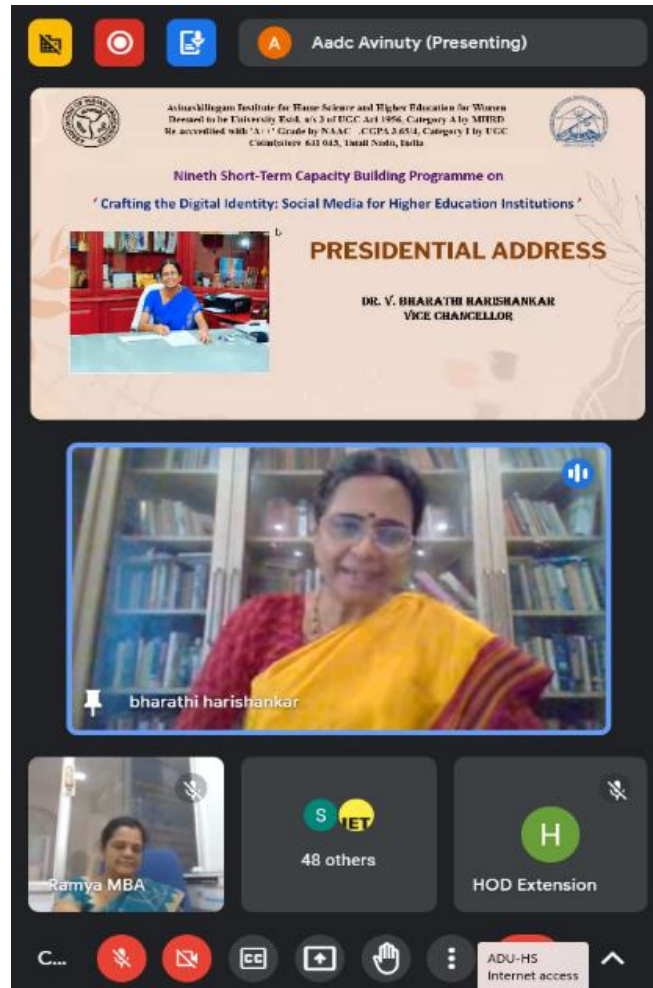 A
Aadc Avinuty (Presenting)
Avinashilingam Institute for Home Science and Higher Education for Women
Deemed to be University Estd. u/s 3 of UGC Act 1956, Category A by MHRD
Re-accredited with 'A++' Grade by NAAC . CGPA 3.65/4, Category I by UGC
Coimbatore 641 043, Tamil Nadu, India
Nineth Short-Term Capacity Building Programme on
‘ Crafting the Digital Identity: Social Media for Higher Education Institutions ’
PRESIDENTIAL ADDRESS
DR. V. BHARATHI HARISHANKAR
VICE CHANCELLOR
bharathi harishankar
Ramya MBA
S IET
48 others
H
HOD Extension
C...
CC
ADU-HS
Internet access